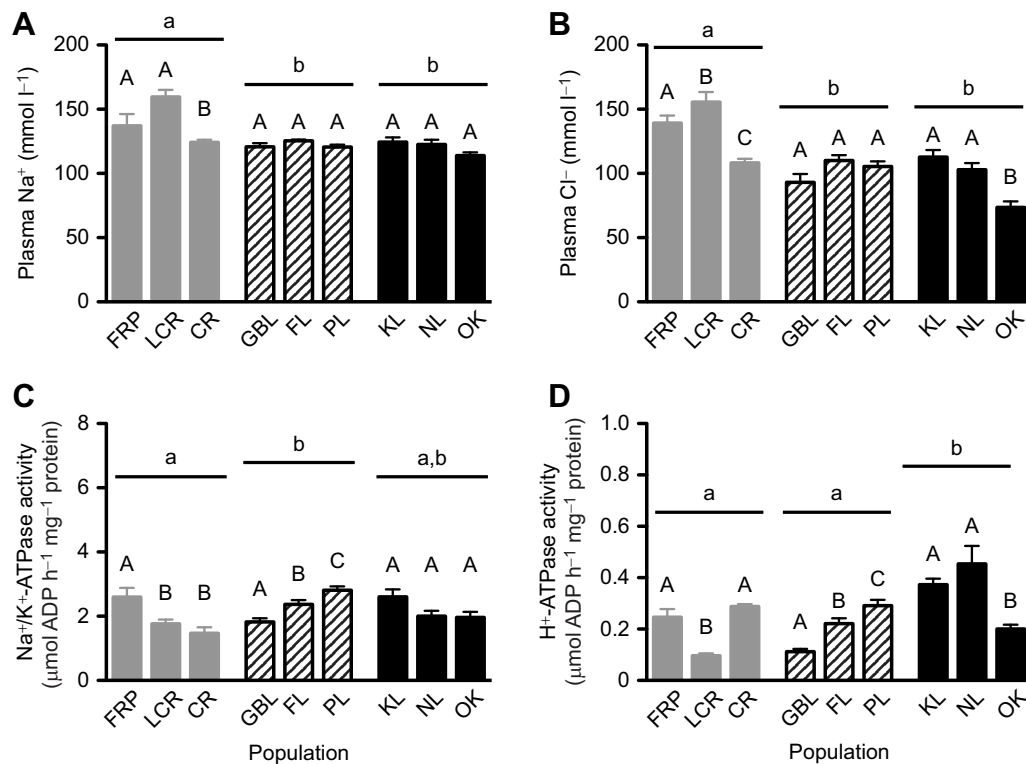 A
a
b
b
200
150
100
50
0
Plasma Na⁺ (mmol l⁻¹)
A
A
B
A
A
A
A
A
A
FRP
LCR
CR
GBL
FL
PL
KL
NL
OK
B
a
b
b
200
150
100
50
0
Plasma Cl⁻ (mmol l⁻¹)
A
B
C
A
A
A
A
A
B
FRP
LCR
CR
GBL
FL
PL
KL
NL
OK
C
a
b
a,b
8
6
4
2
0
Na⁺/K⁺-ATPase activity
(μmol ADP h⁻¹ mg⁻¹ protein)
A
B
B
A
B
C
A
A
A
FRP
LCR
CR
GBL
FL
PL
KL
NL
OK
Population
D
a
a
b
1.0
0.8
0.6
0.4
0.2
0
H⁺-ATPase activity
(μmol ADP h⁻¹ mg⁻¹ protein)
A
B
A
A
B
C
A
A
B
FRP
LCR
CR
GBL
FL
PL
KL
NL
OK
Population